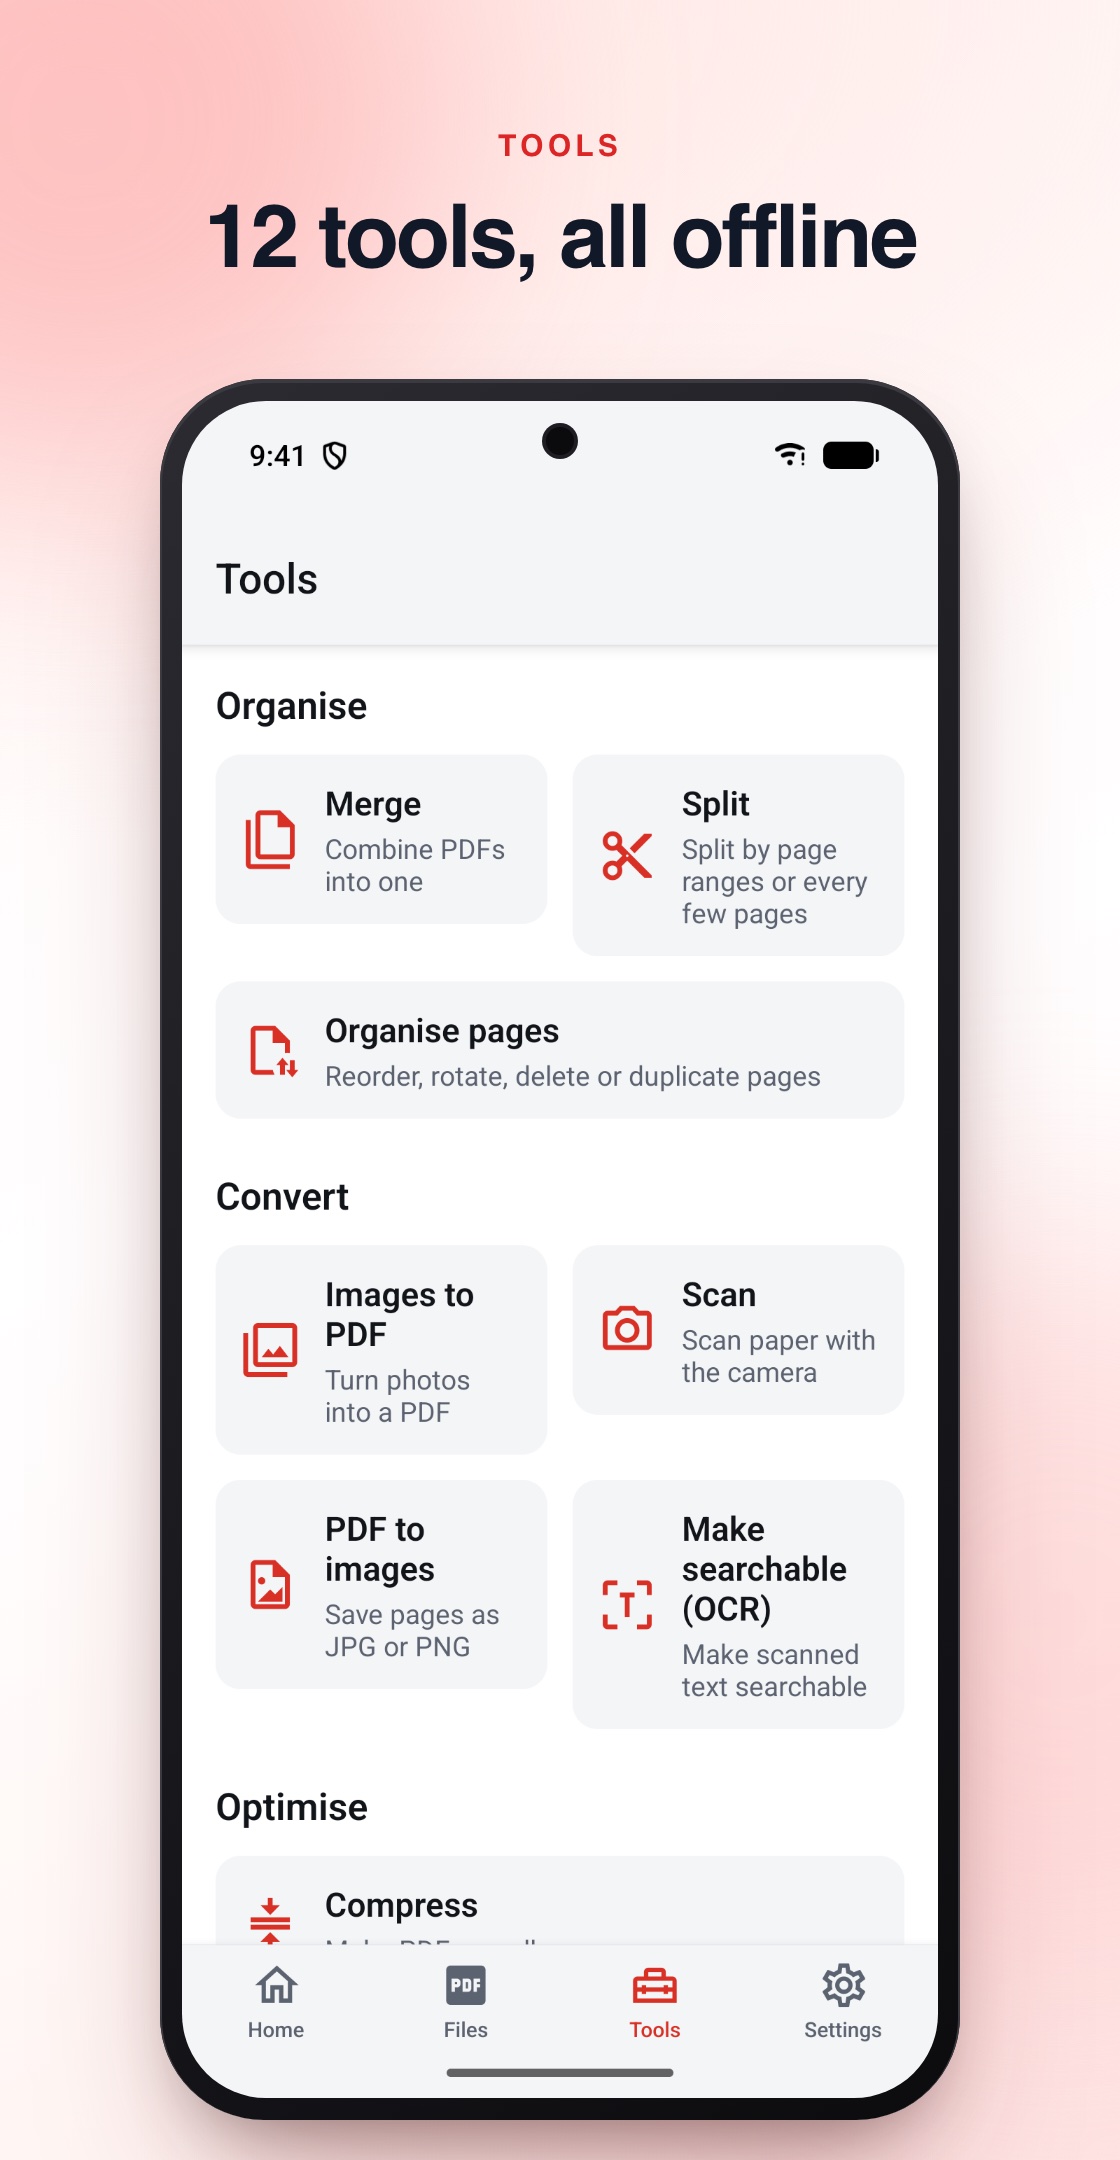 TOOLS
12 tools, all offline
9:41
Tools
Organise
Merge
Combine PDFs
into one
Split
Split by page
ranges or every
few pages
Organise pages
Reorder, rotate, delete or duplicate pages
Convert
Images to
PDF
Turn photos
into a PDF
Scan
Scan paper with
the camera
PDF to
images
Save pages as
JPG or PNG
Make
searchable
(OCR)
Make scanned
text searchable
Optimise
Compress
Home
PDF
Files
Tools
Settings